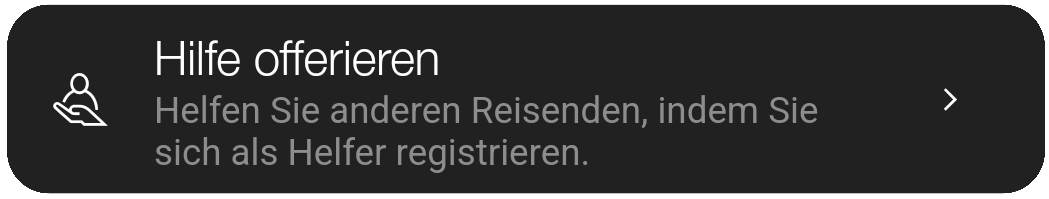 Hilfe offerieren
Helfen Sie anderen Reisenden, indem Sie
sich als Helfer registrieren.